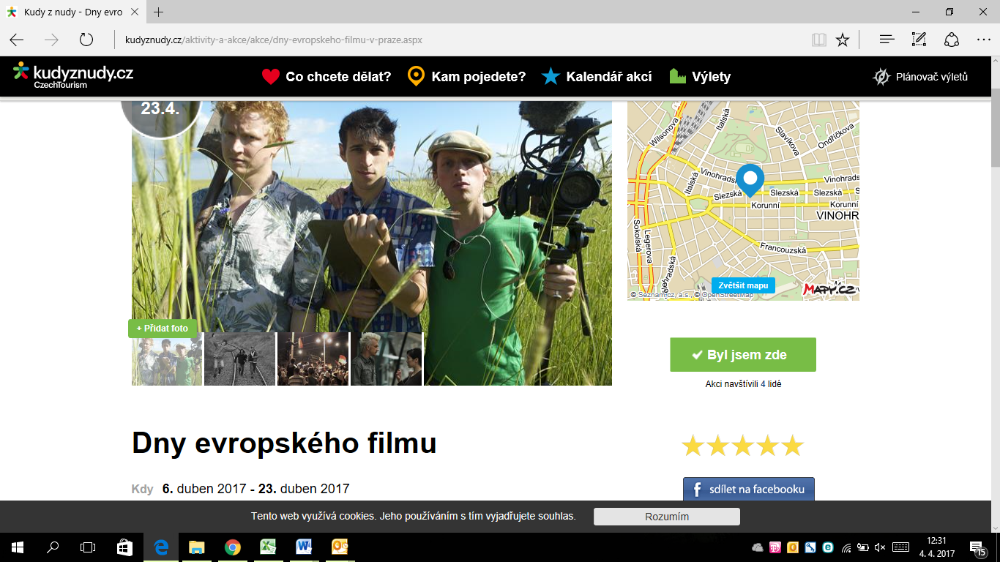 Kudy z nudy - Dny evro
kudyznudy.cz/aktivity-a-akce/akce/dny-evropskeho-filmu-v-praze.aspx
kudyznudy.cz
CzechTourism
Co chcete dělat?
Kam pojedete?
Kalendář akcí
Výlety
Plánovač výletů
23.4.
Wilsonova
Italská
Slavíkova
Ondříčkova
Italská
Vinohrads
Vinohrads
Slezská
Slezská
Slezská
S
Korunní
Korunní
VINOHR
Sokolská
Legerova
Francouzská
Zvětšit mapu
© Seznam.cz, a.s., © OpenStreetMap
MAPY.CZ
+ Přidat foto
Byl jsem zde
Akci navštívili 4 lidé
Dny evropského filmu
Kdy 6. duben 2017 - 23. duben 2017
sdílet na facebooku
Tento web využívá cookies. Jeho používáním s tím vyjadřujete souhlas.
Rozumím
12:31
4. 4. 2017
15